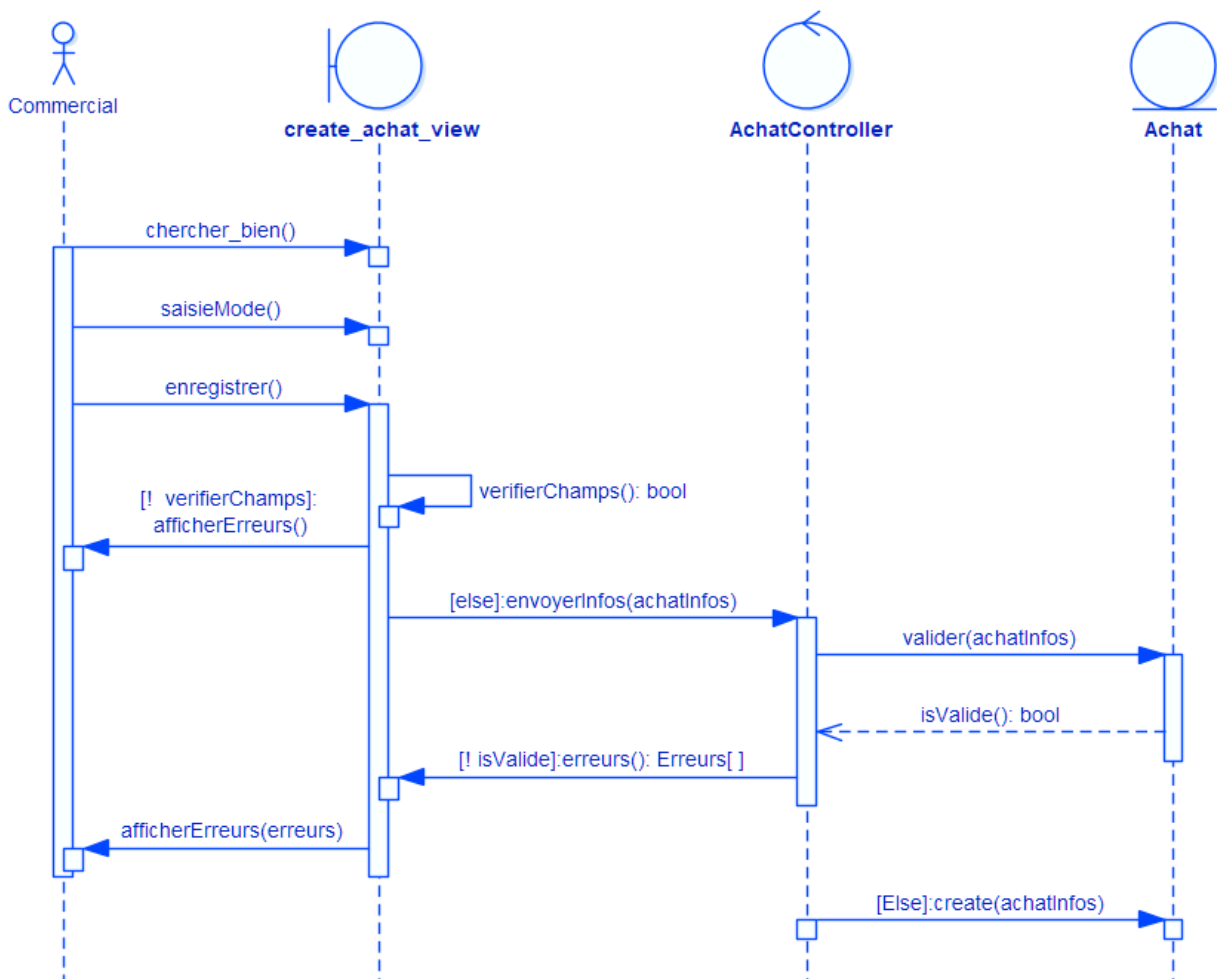 Commercial
create_achat_view
AchatController
Achat
chercher_bien()
saisieMode()
enregistrer()
verifierChamps(): bool
[!  verifierChamps]:
afficherErreurs()
[else]:envoyerInfos(achatInfos)
valider(achatInfos)
isValide(): bool
[! isValide]:erreurs(): Erreurs[ ]
afficherErreurs(erreurs)
[Else]:create(achatInfos)